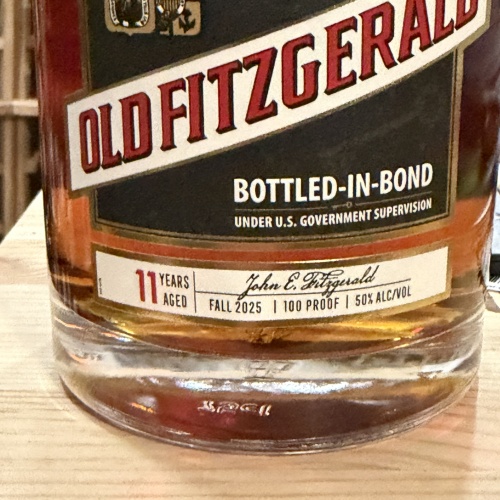 OLD FITZGERALD
BOTTLED-IN-BOND
UNDER U.S. GOVERNMENT SUPERVISION
11 YEARS AGED
John E. Fitzgerald
FALL 2025 | 100 PROOF | 50% ALC/VOL